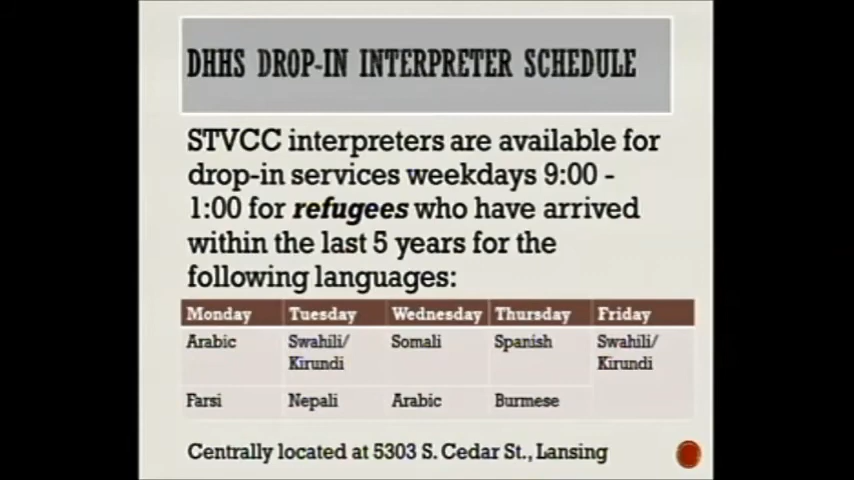 DHHS DROP-IN INTERPRETER SCHEDULE
STVCC interpreters are available for
drop-in services weekdays 9:00 -
1:00 for refugees who have arrived
within the last 5 years for the
following languages:
Monday Tuesday Wednesday Thursday Friday
Arabic Swahili/ Somali Spanish Swahili/
Kirundi Kirundi
Farsi Nepali Arabic Burmese
Centrally located at 5303 S. Cedar St., Lansing